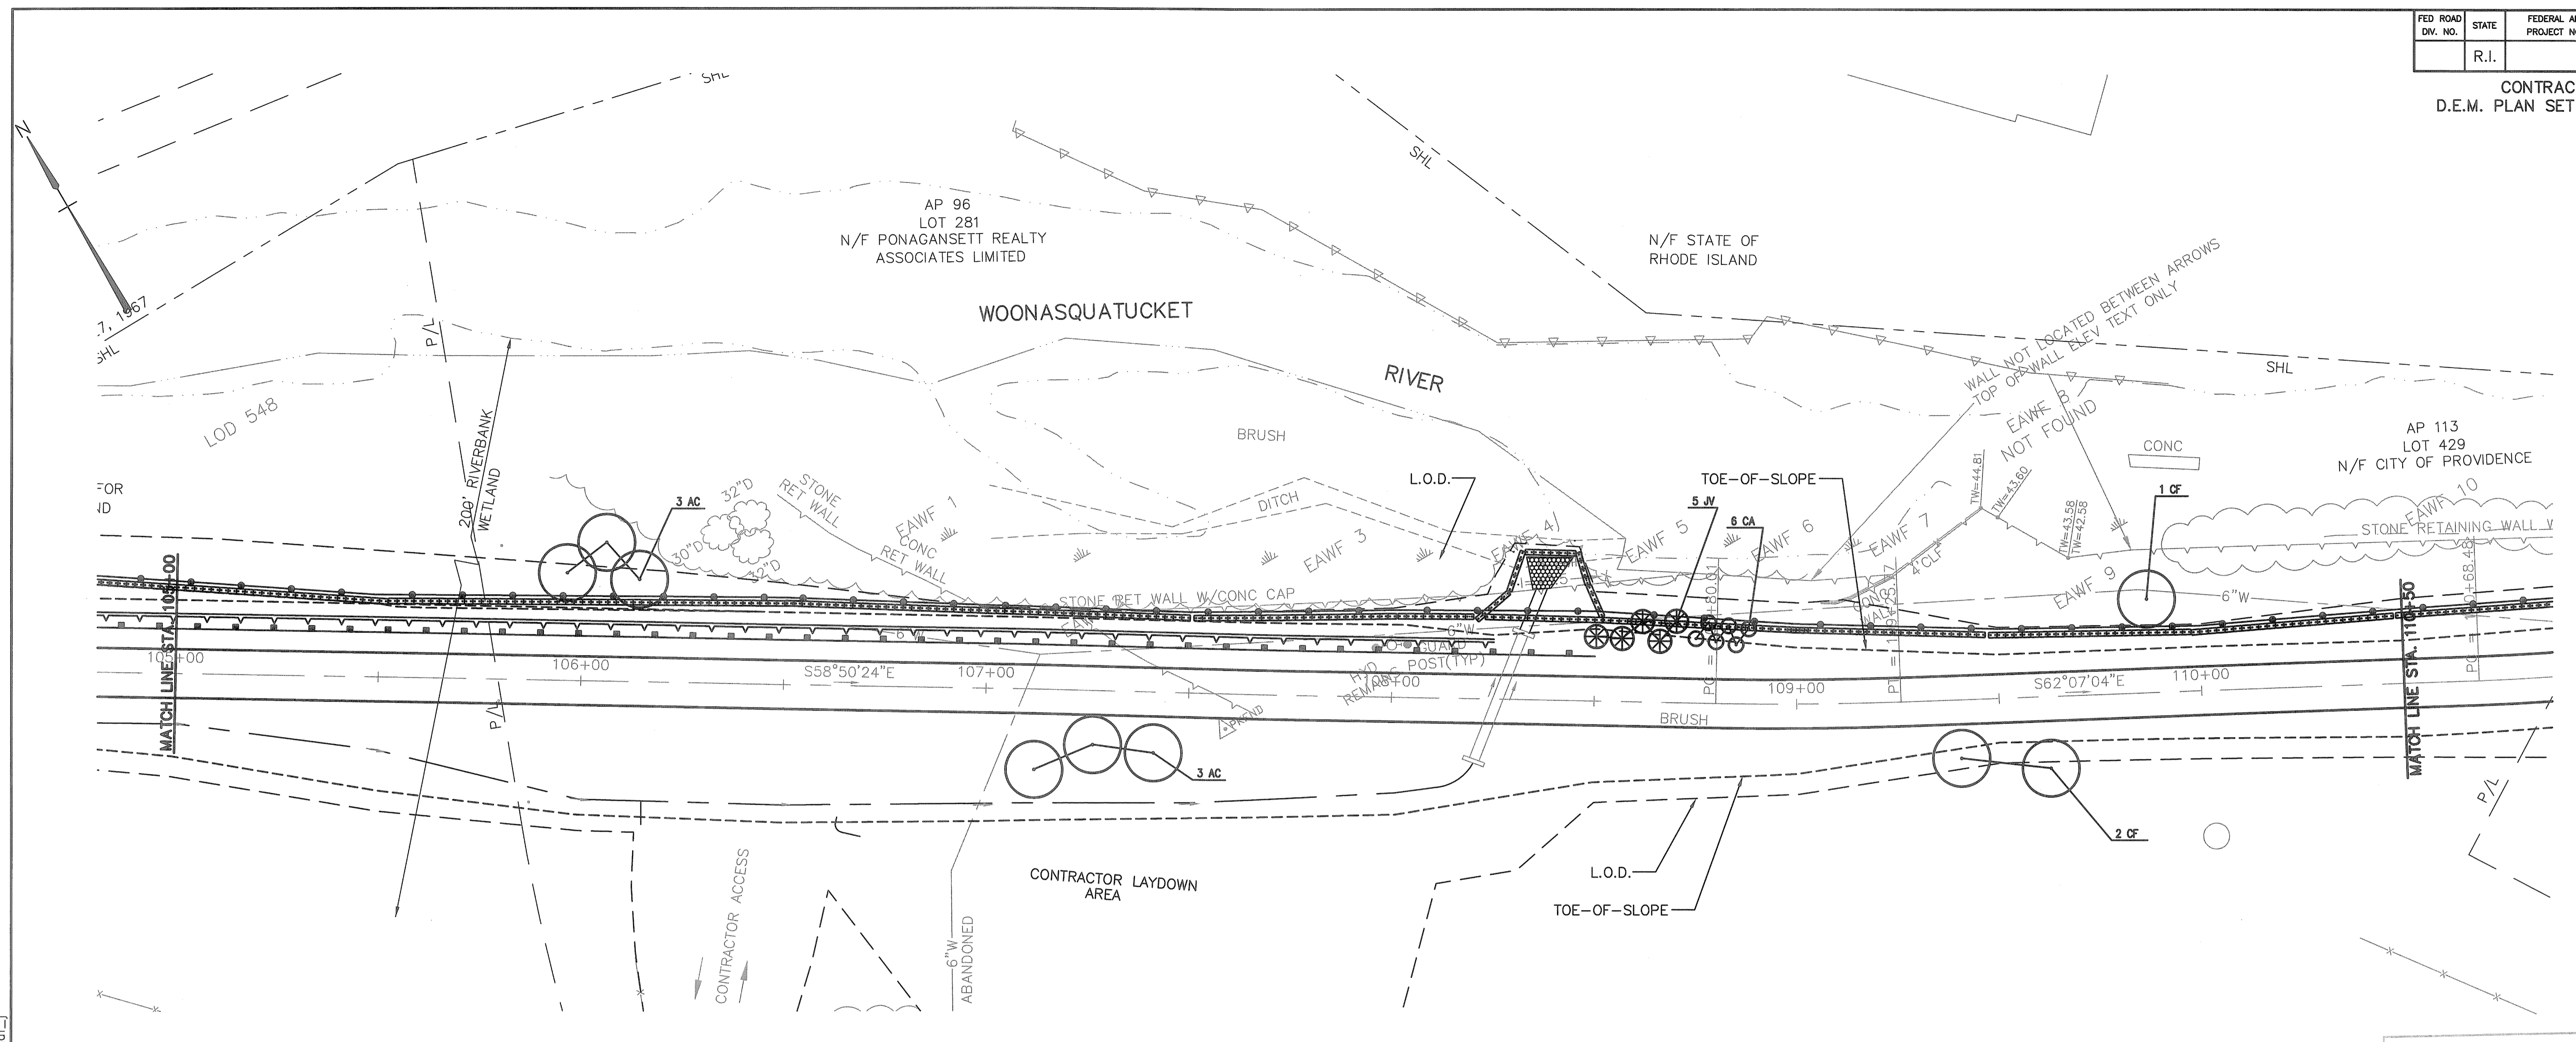 FED ROAD
DIV. NO.
STATE
R.I.
D.E.M. PLAN SET
N
SHL
SHL
SHL
SHL
AP 96
LOT 281
N/F PONAGANSETT REALTY
ASSOCIATES LIMITED
N/F STATE OF
RHODE ISLAND
WOONASQUATUCKET
RIVER
WALL NOT LOCATED BETWEEN ARROWS
TOP OF WALL ELEV TEXT ONLY
P/L
LOD 548
200' RIVERBANK
WETLAND
BRUSH
EAWF 8
NOT FOUND
CONC
AP 113
LOT 429
N/F CITY OF PROVIDENCE
L.O.D.
TOE-OF-SLOPE
3 AC
32"D
30"D
32"D
STONE
RET WALL
EAWF 1
CONC
RET WALL
DITCH
EAWF 3
EAWF 4
EAWF 5
5 JV
6 CA
EAWF 6
EAWF 7
4'CLF
TW=44.81
TW=43.60
TW=43.58
TW=42.58
1 CF
EAWF 10
STONE RETAINING WALL W
EAWF 9
6"W
STONE RET WALL W/CONC CAP
6"W
6"W
GUARD
POST(TYP)
HYD
REMAINS
CONC
WALL
MATCH LINE STA. 105+00
105+00
106+00
S58°50'24"E
107+00
109+00
S62°07'04"E
110+00
MATCH LINE STA. 110+50
P/L
PKFND
BRUSH
3 AC
2 CF
P/L
L.O.D.
TOE-OF-SLOPE
CONTRACTOR LAYDOWN
AREA
CONTRACTOR ACCESS
6"W
ABANDONED